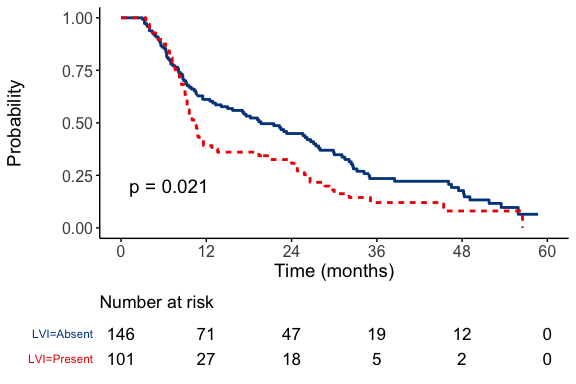 1.00
0.75
0.50
0.25
0.00
Probability
p = 0.021
0 12 24 36 48 60
Time (months)
Number at risk
LVI=Absent 146 71 47 19 12 0
LVI=Present 101 27 18 5 2 0